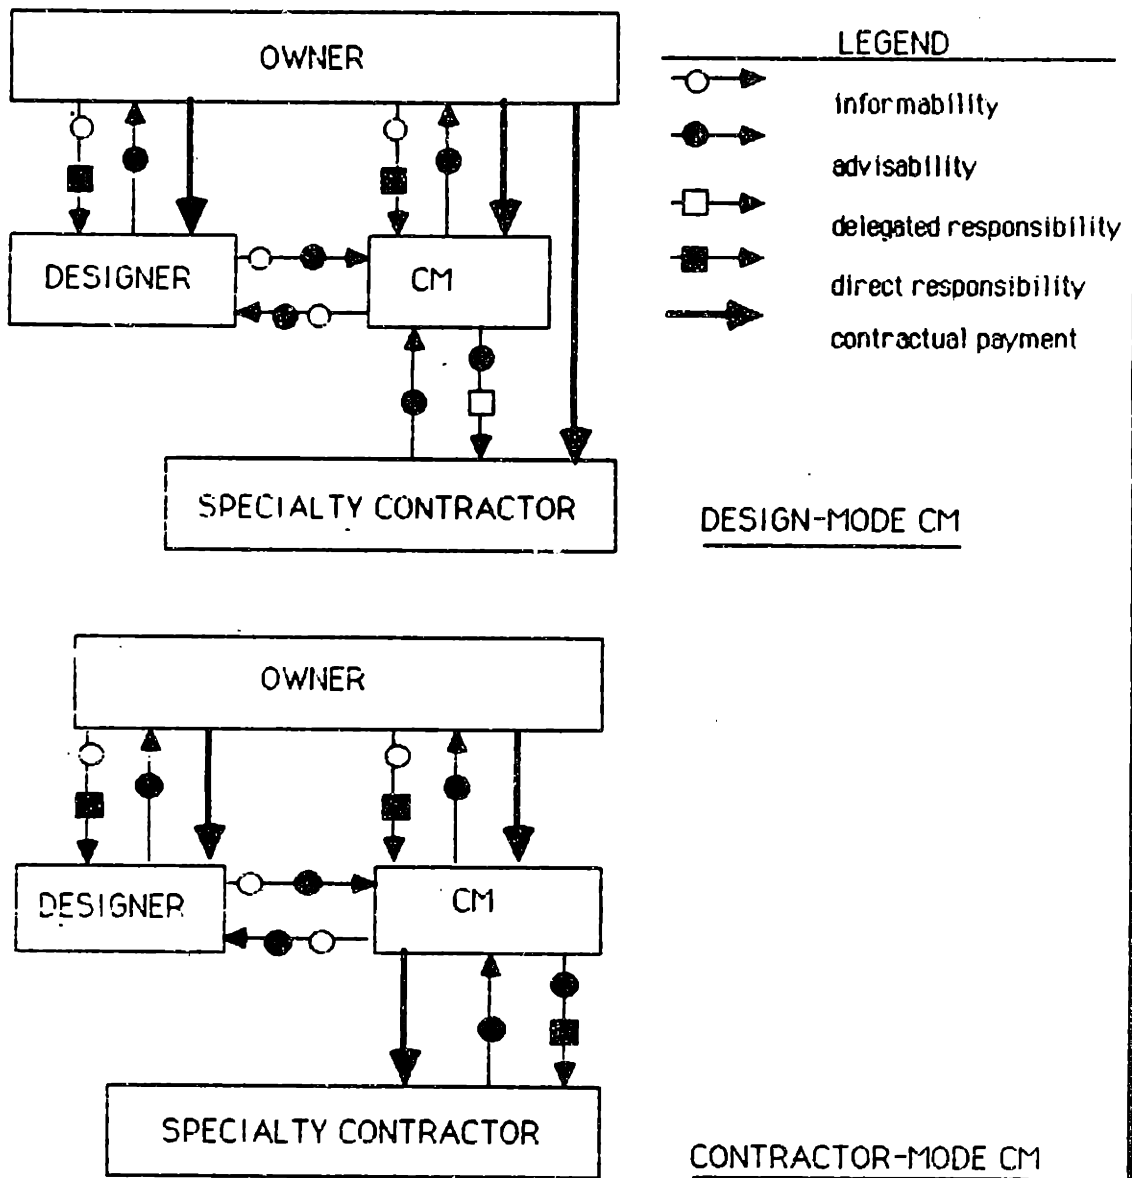 OWNER
DESIGNER
CM
SPECIALTY CONTRACTOR
LEGEND
informability
advisability
delegated responsibility
direct responsibility
contractual payment
DESIGN-MODE CM
OWNER
DESIGNER
CM
SPECIALTY CONTRACTOR
CONTRACTOR-MODE CM